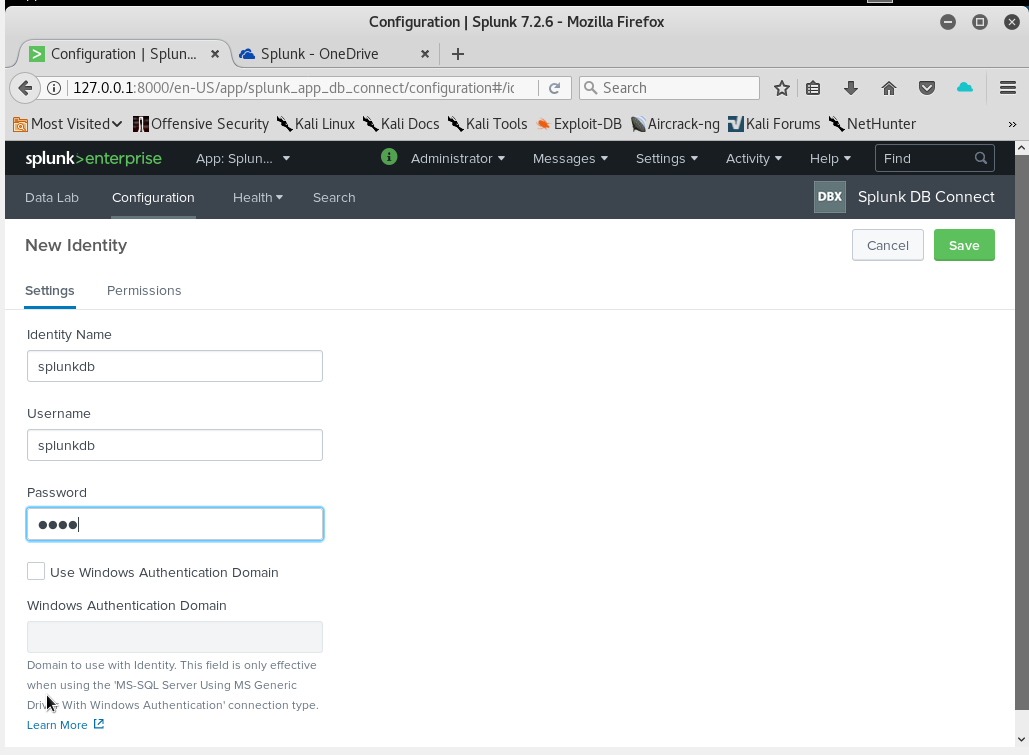 Configuration | Splunk 7.2.6 - Mozilla Firefox
Configuration | Splun...
Splunk - OneDrive
127.0.0.1:8000/en-US/app/splunk_app_db_connect/configuration#/ic
Search
Most Visited
Offensive Security
Kali Linux
Kali Docs
Kali Tools
Exploit-DB
Aircrack-ng
Kali Forums
NetHunter
»
splunk>enterprise
App: Splun...
Administrator
Messages
Settings
Activity
Help
Find
Data Lab
Configuration
Health
Search
DBX
Splunk DB Connect
New Identity
Cancel
Save
Settings
Permissions
Identity Name
splunkdb
Username
splunkdb
Password
●●●●
Use Windows Authentication Domain
Windows Authentication Domain
Domain to use with Identity. This field is only effective
when using the 'MS-SQL Server Using MS Generic
Driver With Windows Authentication' connection type.
Learn More